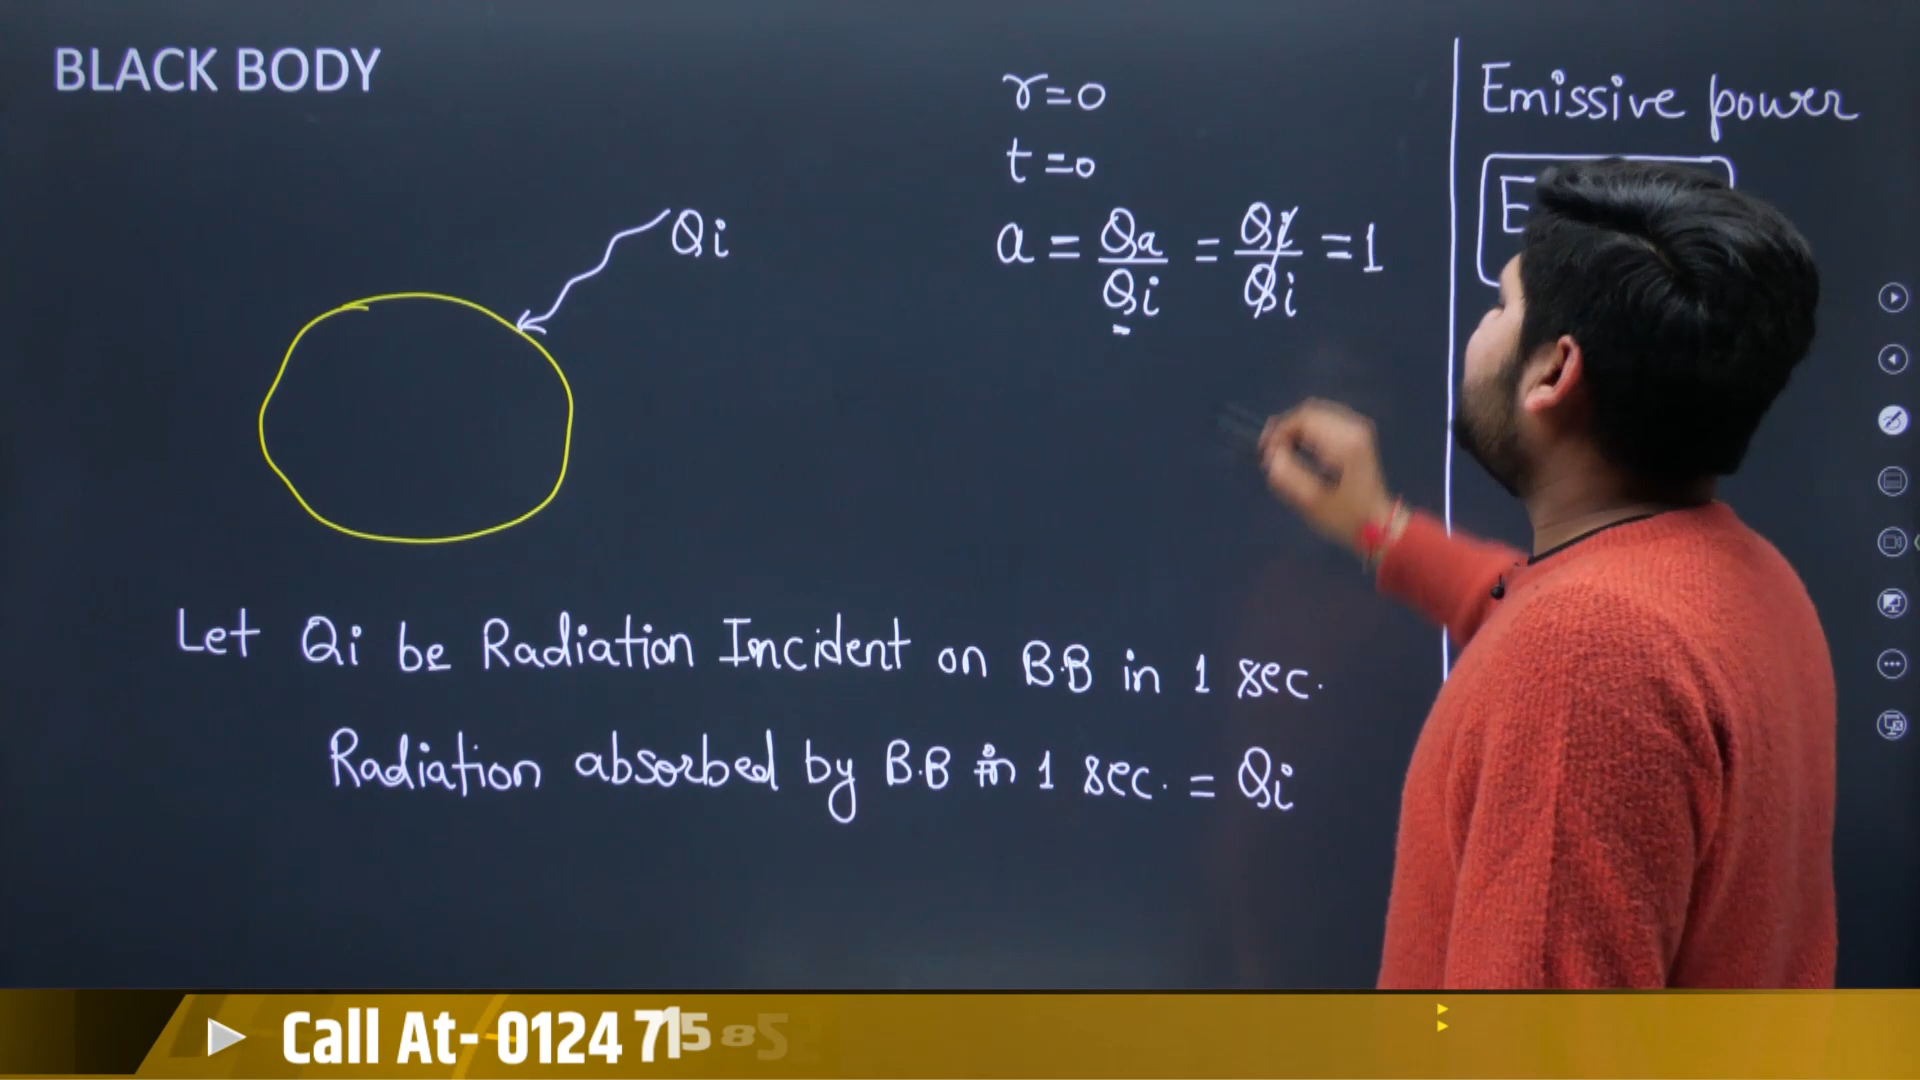 BLACK BODY
r=0
t=0
a = Qa/Qi = Qi/Qi = 1
Qi
Let Qi be Radiation Incident on B.B in 1 sec.
Radiation absorbed by B.B in 1 sec. = Qi
Emissive power
E
Call At- 0124 715